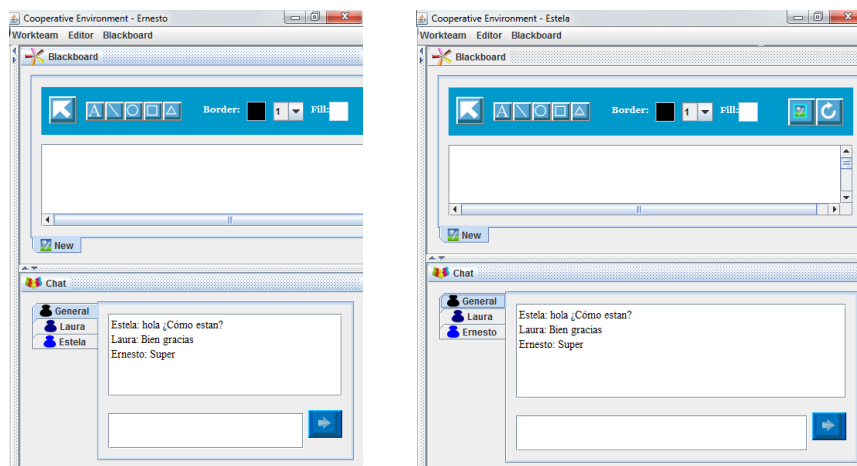 Cooperative Environment - Ernesto
Workteam Editor Blackboard
Blackboard
A
Border:
1
Fill:
New
Chat
General
Laura
Estela
Estela: hola ¿Cómo estan?
Laura: Bien gracias
Ernesto: Super
Cooperative Environment - Estela
Workteam Editor Blackboard
Blackboard
A
Border:
1
Fill:
New
Chat
General
Laura
Ernesto
Estela: hola ¿Cómo estan?
Laura: Bien gracias
Ernesto: Super